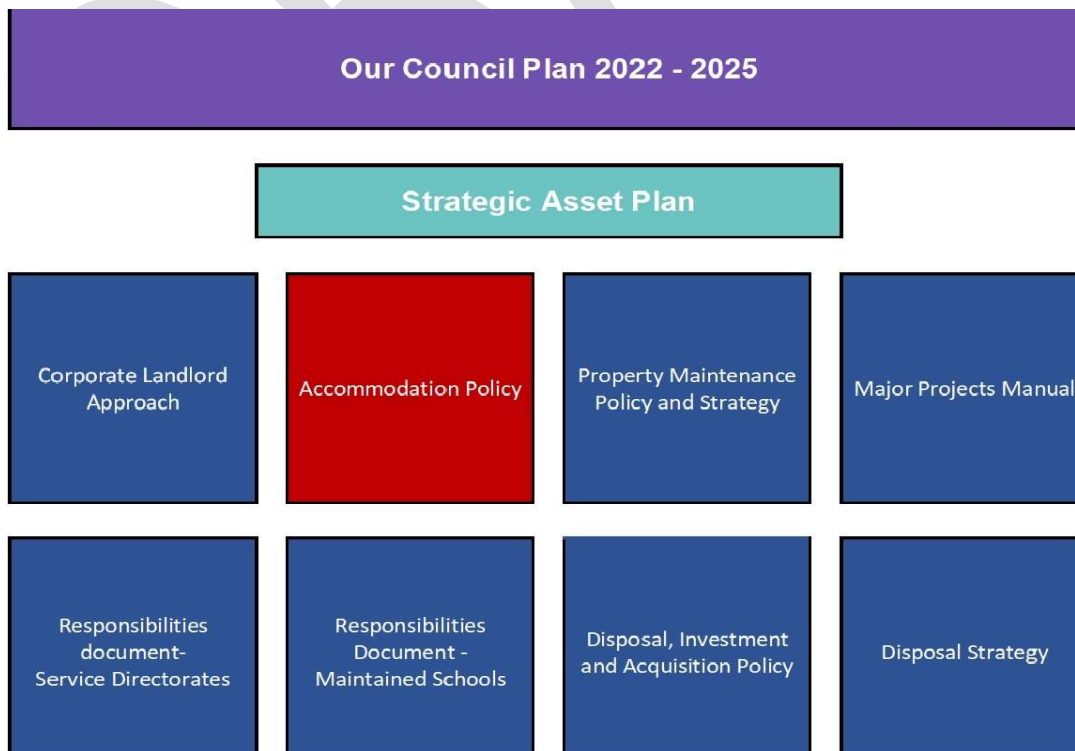 Our Council Plan 2022 - 2025
Strategic Asset Plan
Corporate Landlord
Approach
Accommodation Policy
Property Maintenance
Policy and Strategy
Major Projects Manual
Responsibilities
document-
Service Directorates
Responsibilities
Document -
Maintained Schools
Disposal, Investment
and Acquisition Policy
Disposal Strategy